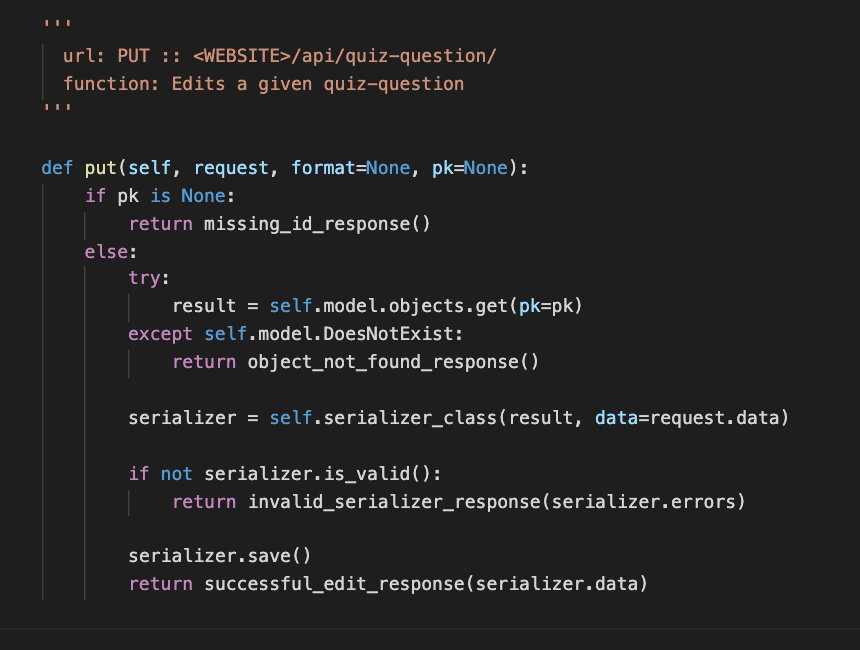 '''
url: PUT :: <WEBSITE>/api/quiz-question/
function: Edits a given quiz-question
'''
def put(self, request, format=None, pk=None):
if pk is None:
return missing_id_response()
else:
try:
result = self.model.objects.get(pk=pk)
except self.model.DoesNotExist:
return object_not_found_response()
serializer = self.serializer_class(result, data=request.data)
if not serializer.is_valid():
return invalid_serializer_response(serializer.errors)
serializer.save()
return successful_edit_response(serializer.data)